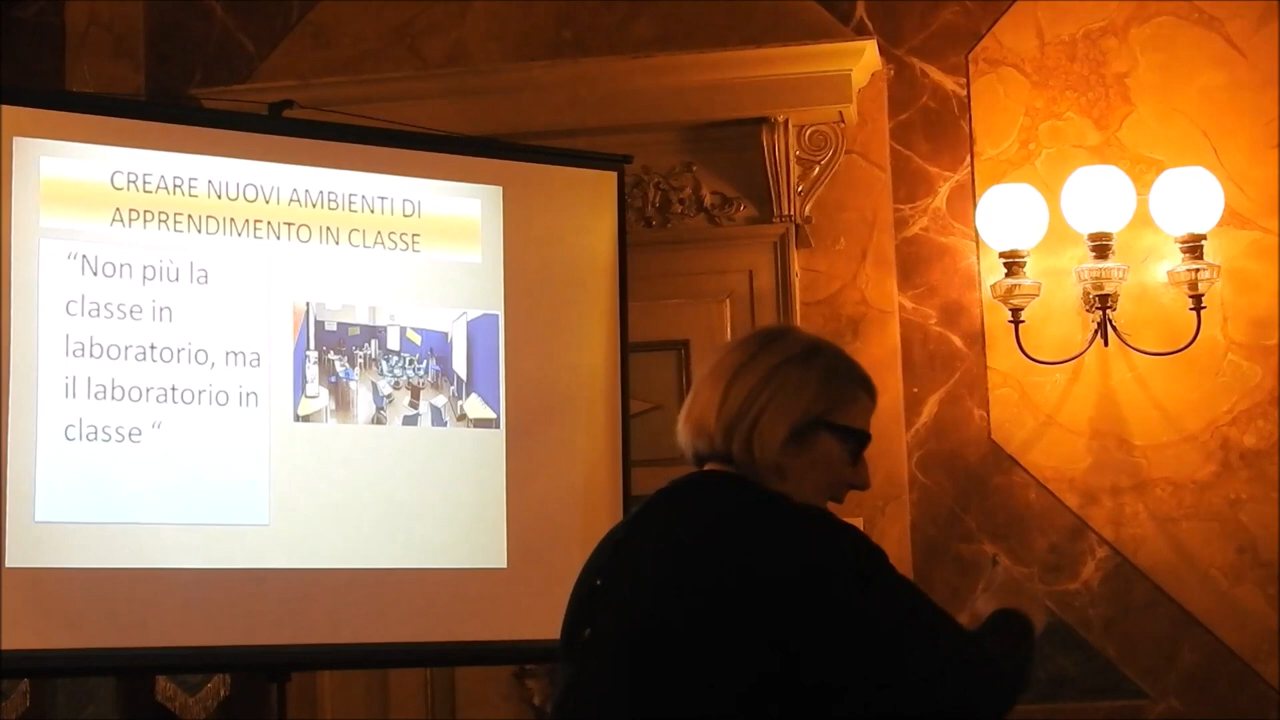 CREARE NUOVI AMBIENTI DI
APPRENDIMENTO IN CLASSE
“Non più la
classe in
laboratorio, ma
il laboratorio in
classe “